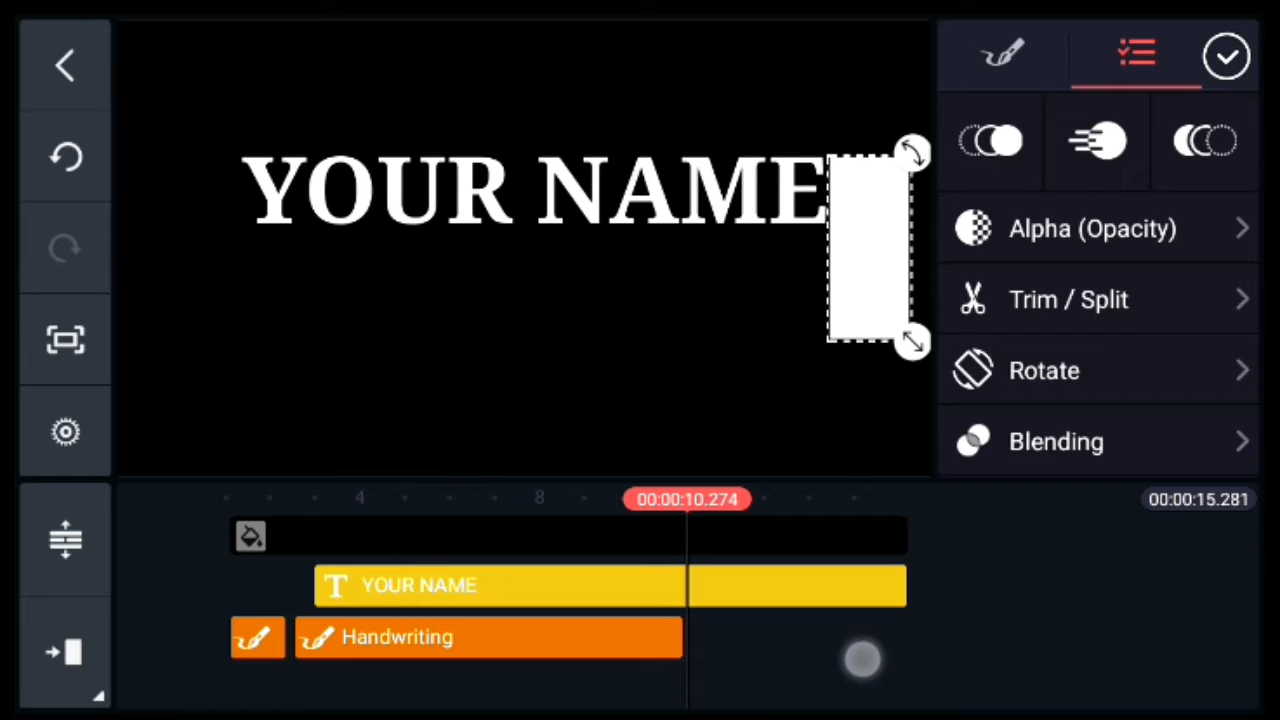 YOUR NAME
Alpha (Opacity)
Trim / Split
Rotate
Blending
4
8
00:00:10.274
00:00:15.281
T YOUR NAME
Handwriting